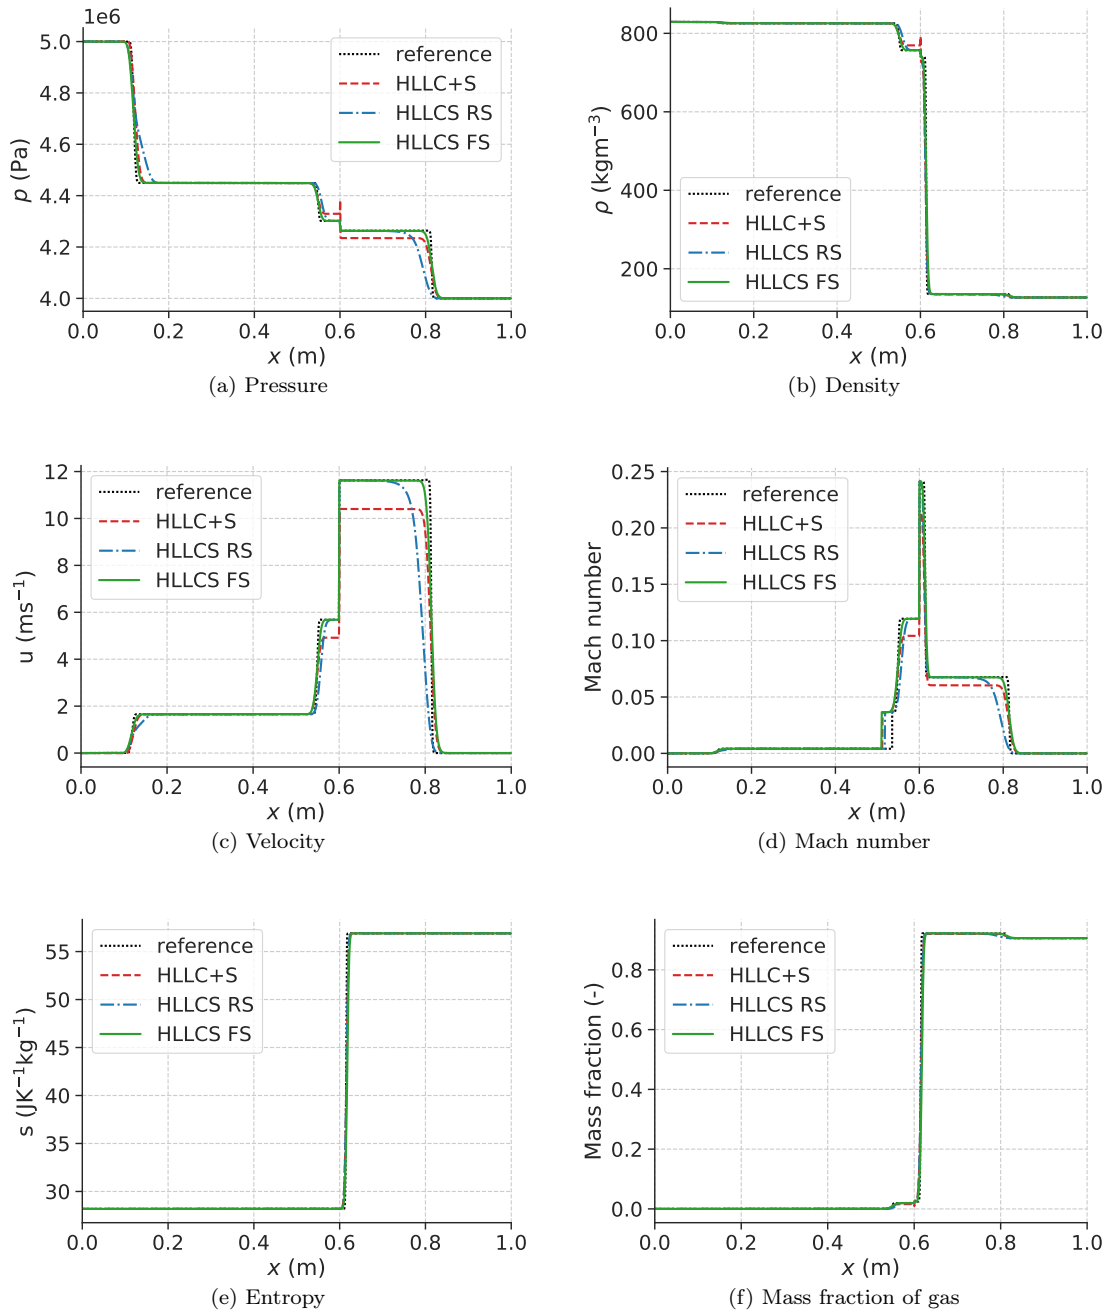 1e6
5.0
4.8
4.6
4.4
4.2
4.0
p (Pa)
reference
HLLC+S
HLLCS RS
HLLCS FS
0.0 0.2 0.4 0.6 0.8 1.0
x (m)
(a) Pressure
800
600
400
200
ρ (kgm⁻³)
reference
HLLC+S
HLLCS RS
HLLCS FS
0.0 0.2 0.4 0.6 0.8 1.0
x (m)
(b) Density
12
10
8
6
4
2
0
u (ms⁻¹)
reference
HLLC+S
HLLCS RS
HLLCS FS
0.0 0.2 0.4 0.6 0.8 1.0
x (m)
(c) Velocity
0.25
0.20
0.15
0.10
0.05
0.00
Mach number
reference
HLLC+S
HLLCS RS
HLLCS FS
0.0 0.2 0.4 0.6 0.8 1.0
x (m)
(d) Mach number
55
50
45
40
35
30
s (JK⁻¹kg⁻¹)
reference
HLLC+S
HLLCS RS
HLLCS FS
0.0 0.2 0.4 0.6 0.8 1.0
x (m)
(e) Entropy
0.8
0.6
0.4
0.2
0.0
Mass fraction (-)
reference
HLLC+S
HLLCS RS
HLLCS FS
0.0 0.2 0.4 0.6 0.8 1.0
x (m)
(f) Mass fraction of gas